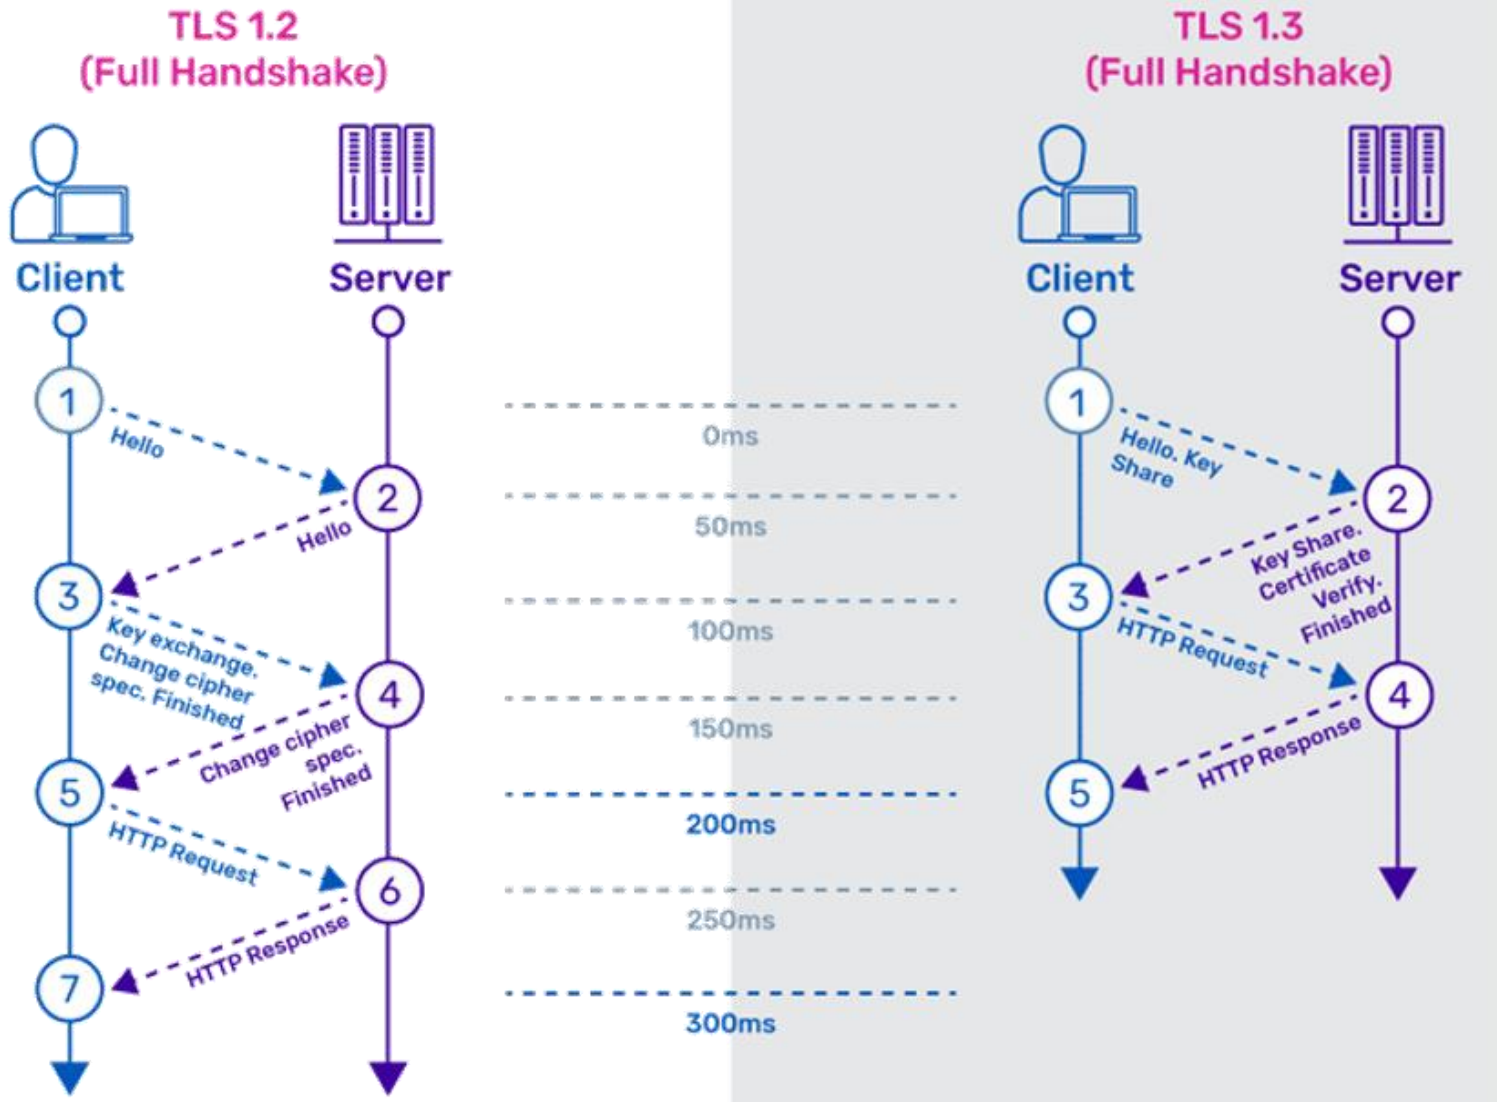 TLS 1.2
(Full Handshake)
Client
Server
1
Hello
2
Hello
3
Key exchange.
Change cipher
spec. Finished
4
Change cipher
spec.
Finished
5
HTTP Request
6
HTTP Response
7
0ms
50ms
100ms
150ms
200ms
250ms
300ms
TLS 1.3
(Full Handshake)
Client
Server
1
Hello. Key
Share
2
Key Share.
Certificate
Verify.
Finished
3
HTTP Request
4
HTTP Response
5